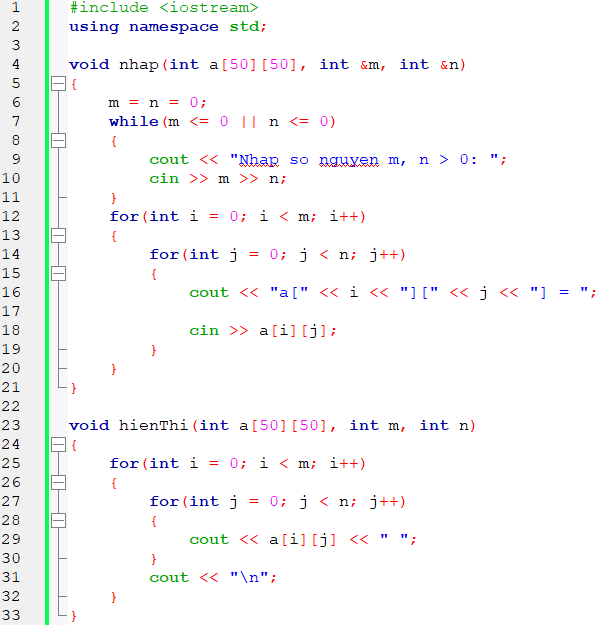 1 #include <iostream>
2 using namespace std;
3
4 void nhap(int a[50][50], int &m, int &n)
5 {
6     m = n = 0;
7     while(m <= 0 || n <= 0)
8     {
9         cout << "Nhap so nguyen m, n > 0: ";
10         cin >> m >> n;
11     }
12     for(int i = 0; i < m; i++)
13     {
14         for(int j = 0; j < n; j++)
15         {
16             cout << "a[" << i << "][" << j << "] = ";
17
18             cin >> a[i][j];
19         }
20     }
21 }
22
23 void hienThi(int a[50][50], int m, int n)
24 {
25     for(int i = 0; i < m; i++)
26     {
27         for(int j = 0; j < n; j++)
28         {
29             cout << a[i][j] << " ";
30         }
31         cout << "\n";
32     }
33 }